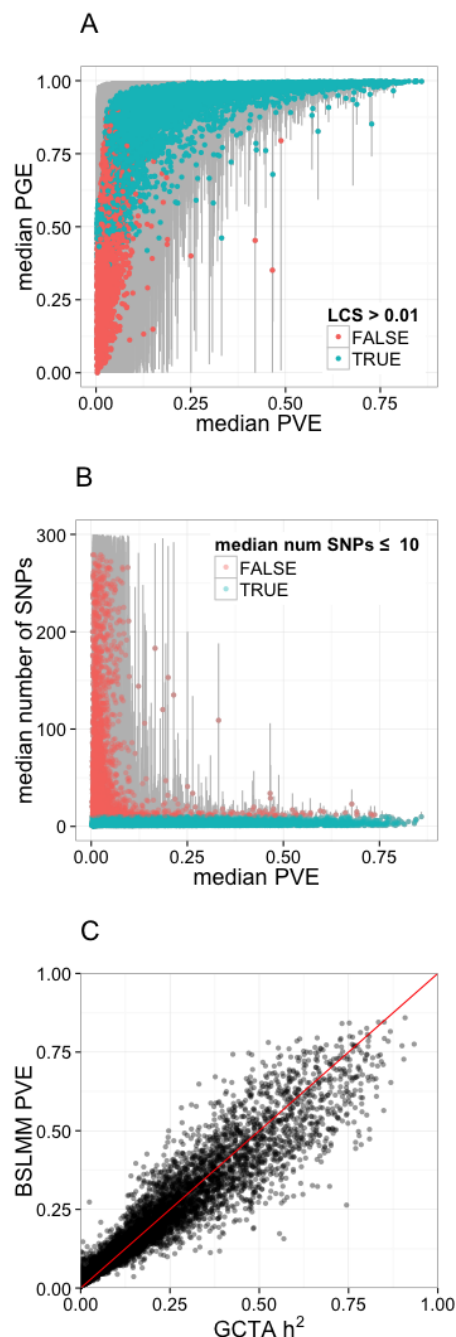 A
1.00
0.75
0.50
0.25
0.00
median PGE
LCS > 0.01
FALSE
TRUE
0.00 0.25 0.50 0.75
median PVE
B
300
200
100
0
median number of SNPs
median num SNPs ≤ 10
FALSE
TRUE
0.00 0.25 0.50 0.75
median PVE
C
1.00
0.75
0.50
0.25
0.00
BSLMM PVE
0.00 0.25 0.50 0.75 1.00
GCTA h²